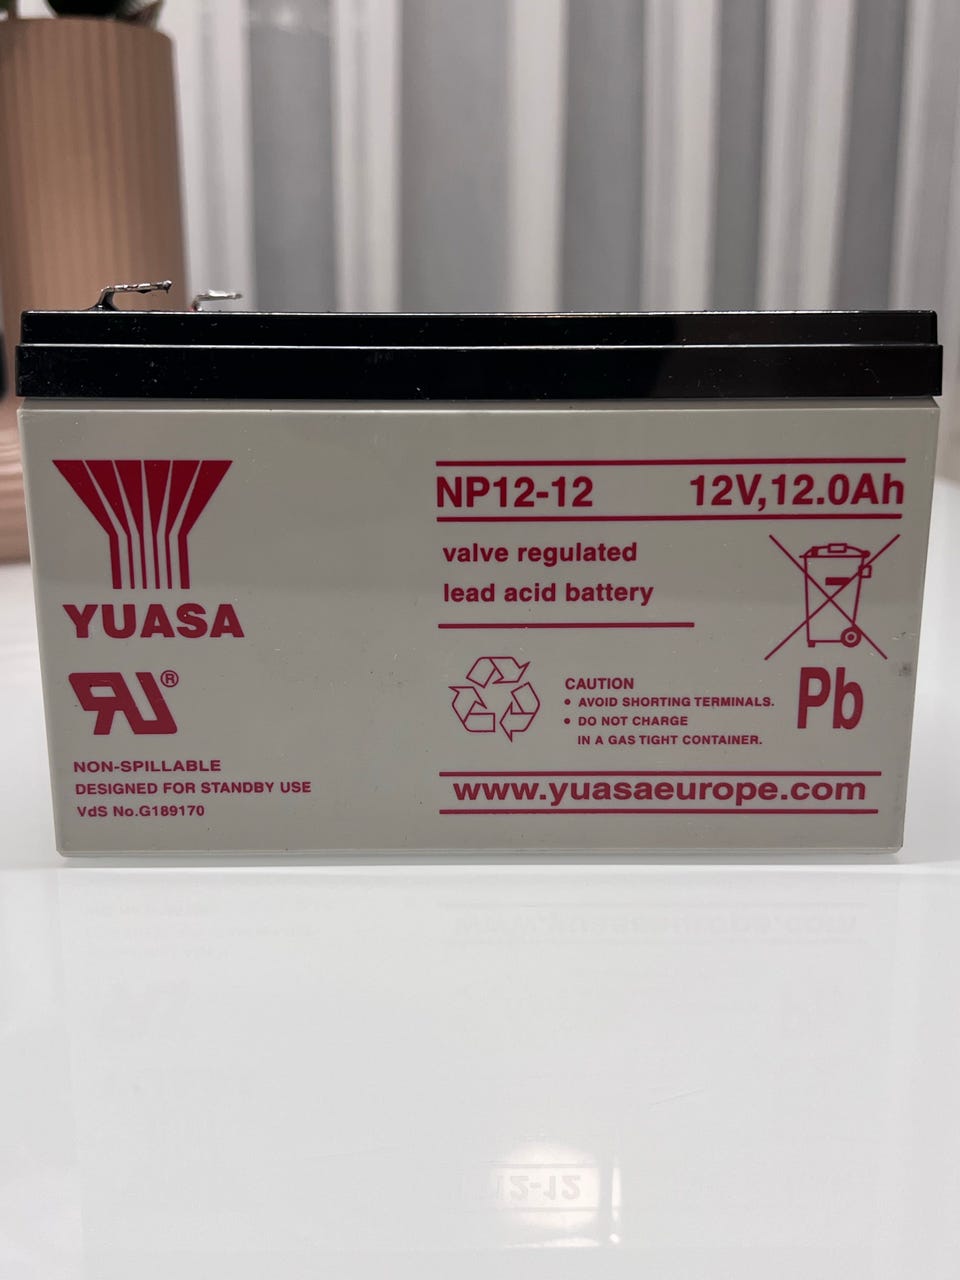 YUASA
®
NON-SPILLABLE
DESIGNED FOR STANDBY USE
VdS No.G189170
NP12-12 12V,12.0Ah
valve regulated
lead acid battery
CAUTION
• AVOID SHORTING TERMINALS.
• DO NOT CHARGE
IN A GAS TIGHT CONTAINER.
Pb
www.yuasaeurope.com